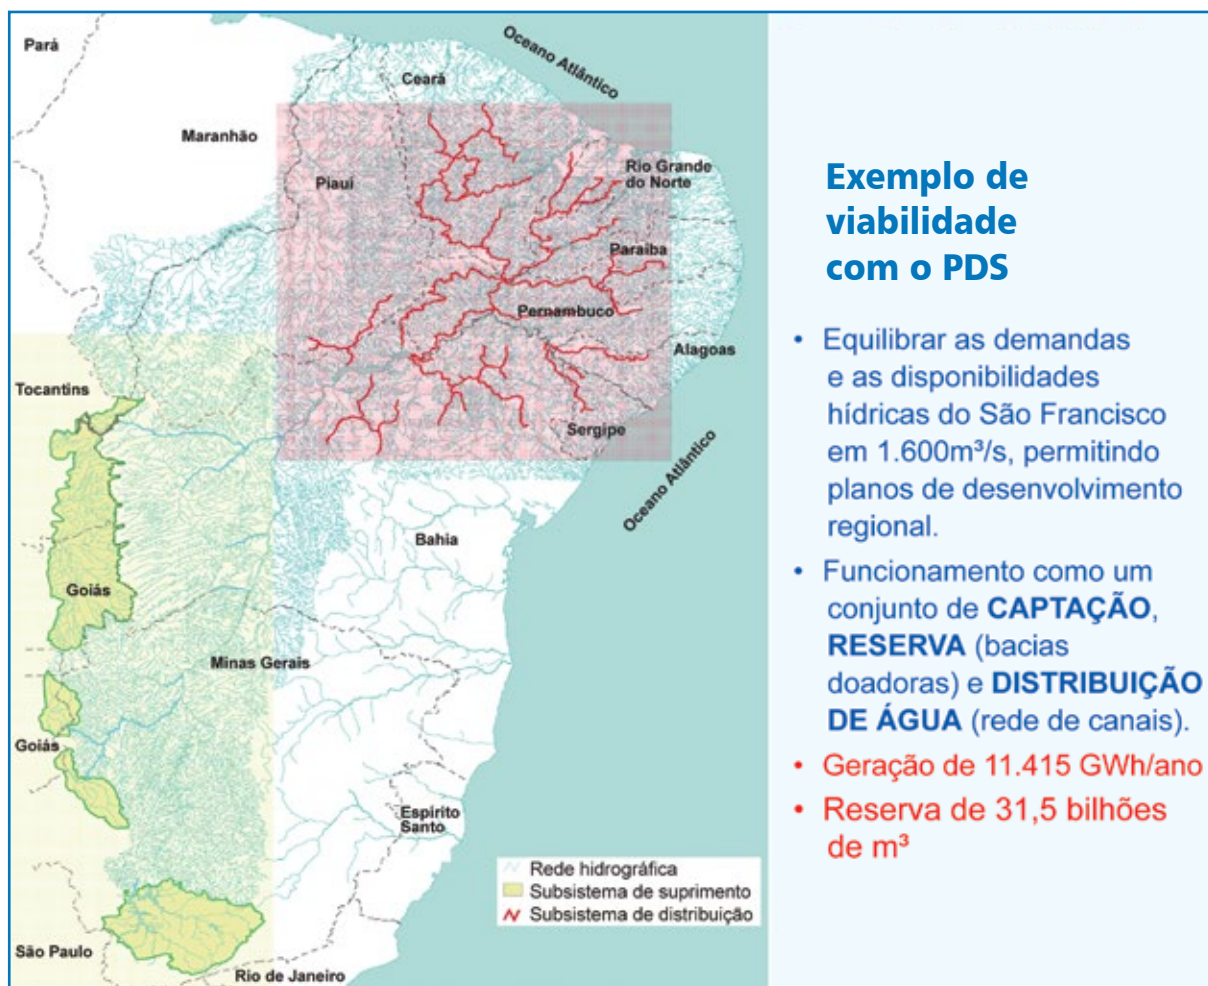 Pará
Oceano Atlântico
Ceará
Maranhão
Piauí
Rio Grande
do Norte
Paraíba
Pernambuco
Alagoas
Tocantins
Sergipe
Oceano Atlântico
Bahia
Goiás
Minas Gerais
Goiás
Espírito
Santo
São Paulo
Rio de Janeiro
Rede hidrográfica
Subsistema de suprimento
Subsistema de distribuição
Exemplo de
viabilidade
com o PDS
• Equilibrar as demandas
e as disponibilidades
hídricas do São Francisco
em 1.600m³/s, permitindo
planos de desenvolvimento
regional.
• Funcionamento como um
conjunto de CAPTAÇÃO,
RESERVA (bacias
doadoras) e DISTRIBUIÇÃO
DE ÁGUA (rede de canais).
• Geração de 11.415 GWh/ano
• Reserva de 31,5 bilhões
de m³